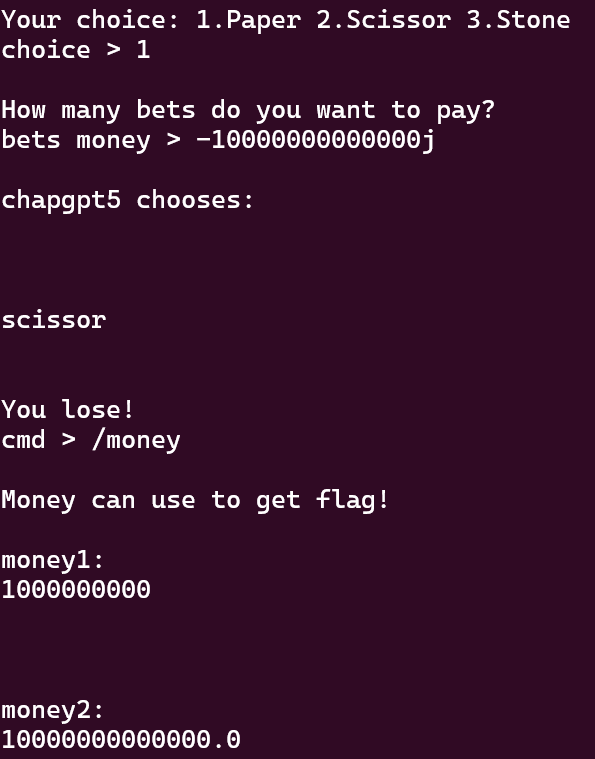 Your choice: 1.Paper 2.Scissor 3.Stone
choice > 1
How many bets do you want to pay?
bets money > -10000000000000j
chapgpt5 chooses:
scissor
You lose!
cmd > /money
Money can use to get flag!
money1:
1000000000
money2:
10000000000000.0